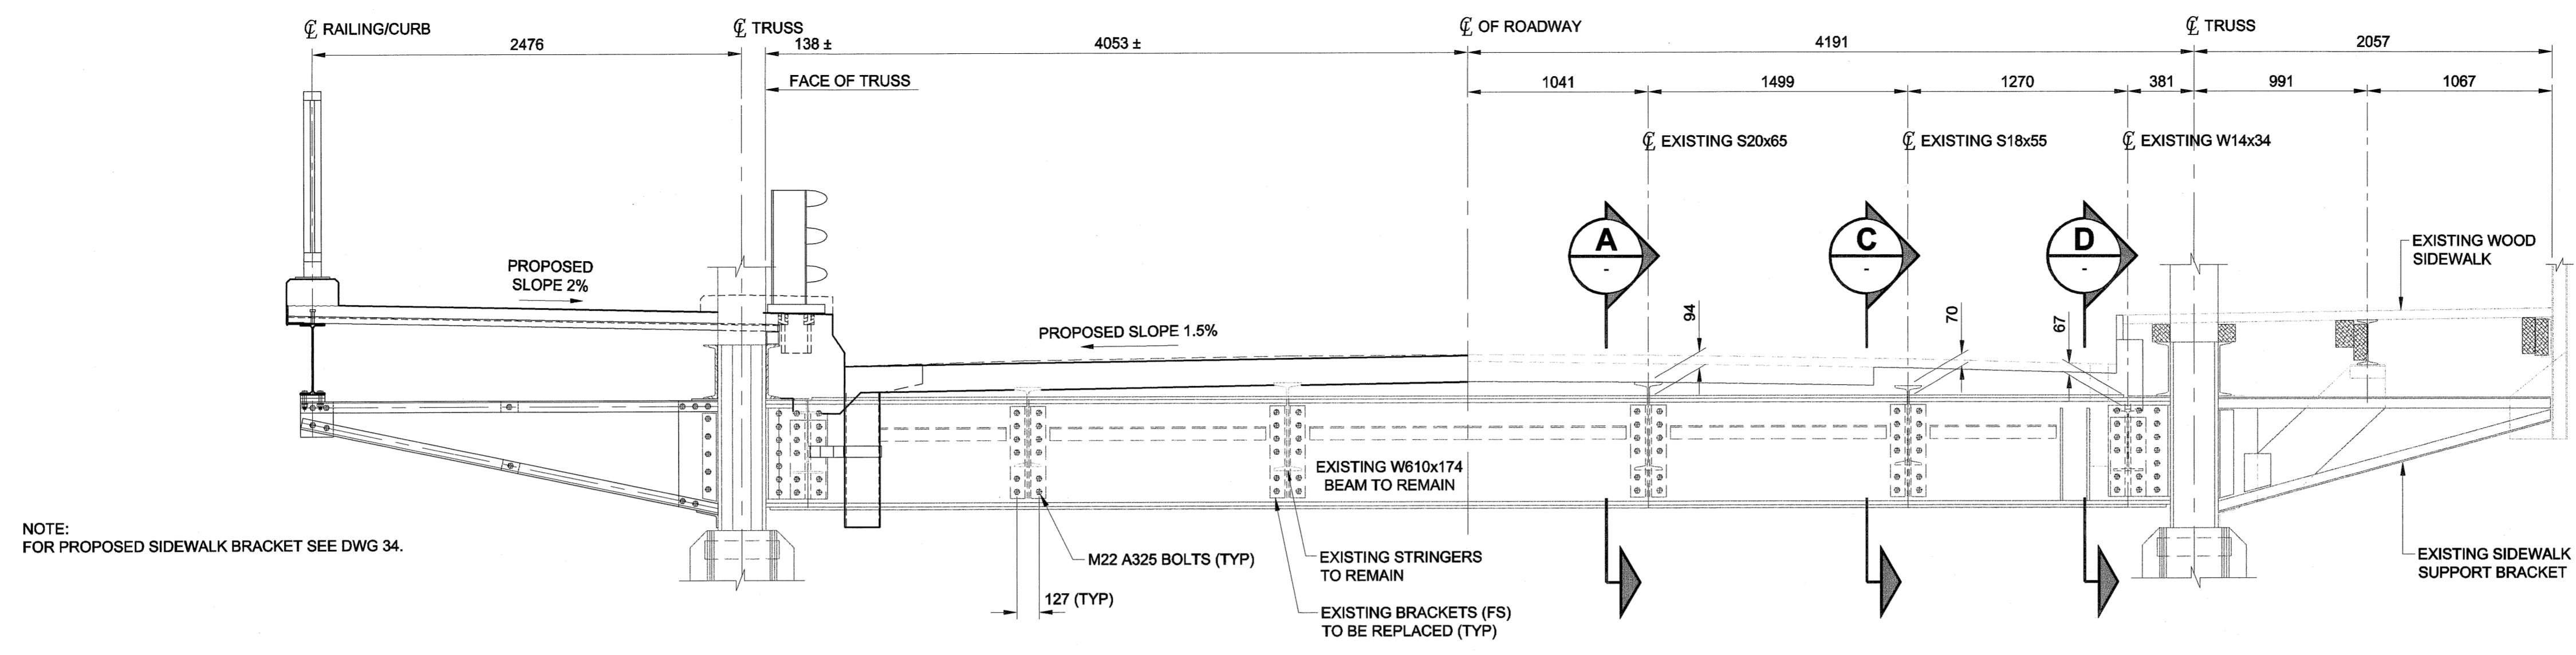 ℄ RAILING/CURB
℄ TRUSS
℄ OF ROADWAY
℄ TRUSS
2476
138 ±
4053 ±
4191
2057
FACE OF TRUSS
1041
1499
1270
381
991
1067
℄ EXISTING S20x65
℄ EXISTING S18x55
℄ EXISTING W14x34
A
-
C
-
D
-
EXISTING WOOD
SIDEWALK
PROPOSED
SLOPE 2%
PROPOSED SLOPE 1.5%
94
70
67
EXISTING W610x174
BEAM TO REMAIN
NOTE:
FOR PROPOSED SIDEWALK BRACKET SEE DWG 34.
M22 A325 BOLTS (TYP)
EXISTING STRINGERS
TO REMAIN
EXISTING SIDEWALK
SUPPORT BRACKET
127 (TYP)
EXISTING BRACKETS (FS)
TO BE REPLACED (TYP)